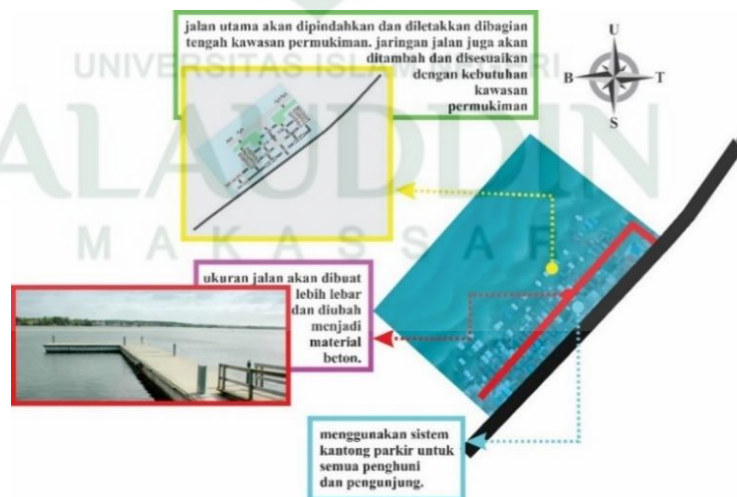 jalan utama akan dipindahkan dan diletakkan dibagian
tengah kawasan permukiman. jaringan jalan juga akan
ditambah dan disesuaikan
dengan kebutuhan
kawasan
permukiman
UNIVERSITAS ISLAM NEGERI
ALAUDDIN
MAKASSAR
U
B
T
S
ukuran jalan akan dibuat
lebih lebar
dan diubah
menjadi
material
beton.
menggunakan sistem
kantong parkir untuk
semua penghuni
dan pengunjung.